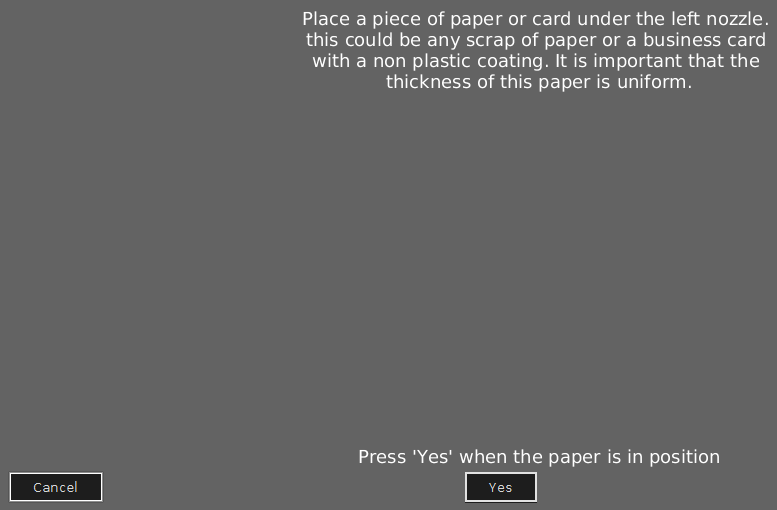 Place a piece of paper or card under the left nozzle.
this could be any scrap of paper or a business card
with a non plastic coating. It is important that the
thickness of this paper is uniform.
Press 'Yes' when the paper is in position
Cancel
Yes